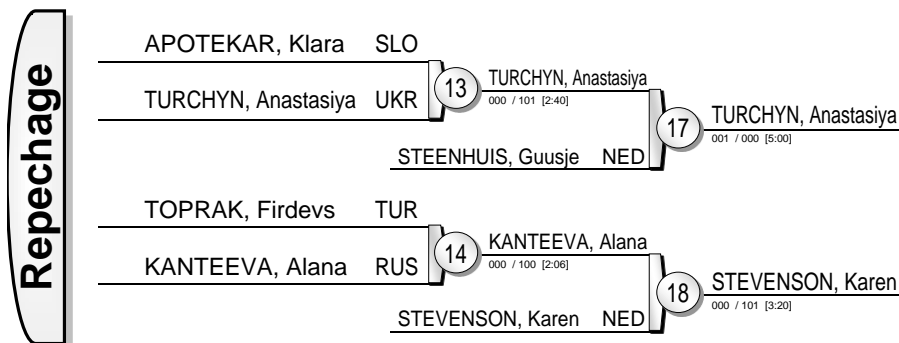 Repechage
APOTEKAR, Klara SLO
TURCHYN, Anastasiya UKR
13
TURCHYN, Anastasiya
000 / 101 [2:40]
STEENHUIS, Guusje NED
17
TURCHYN, Anastasiya
001 / 000 [5:00]
TOPRAK, Firdevs TUR
KANTEEVA, Alana RUS
14
KANTEEVA, Alana
000 / 100 [2:06]
STEVENSON, Karen NED
18
STEVENSON, Karen
000 / 101 [3:20]